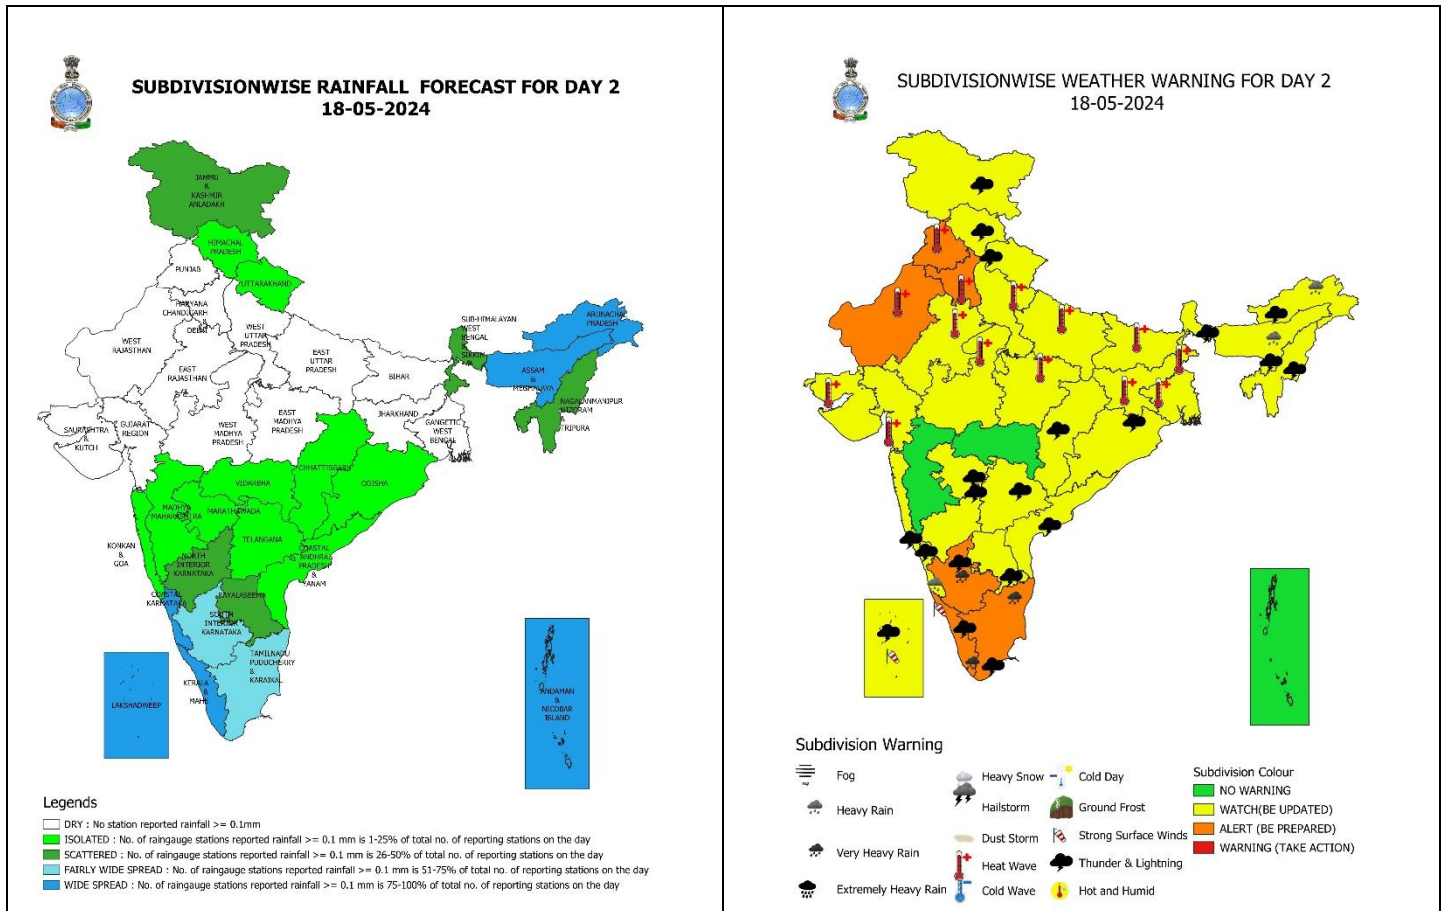 SUBDIVISIONWISE RAINFALL FORECAST FOR DAY 2
18-05-2024
JAMMU
&
KASHMIR
ANLADAKH
HIMACHAL
PRADESH
PUNJAB
UTTARAKHAND
HARYANA
CHANDIGARH
&
DELHI
WEST
UTTAR
PRADESH
WEST
RAJASTHAN
EAST
RAJASTHAN
EAST
UTTAR
PRADESH
BIHAR
SUB-HIMALAYAN
WEST
BENGAL
&
SIKKIM
ARUNACHAL
PRADESH
ASSAM
&
MEGHALAYA
NAGALANMANIPUR
MIZORAM
&
TRIPURA
SAURASHTRA
&
KUTCH
GUJARAT
REGION
WEST
MADHYA
PRADESH
EAST
MADHYA
PRADESH
JHARKHAND
GANGETIC
WEST
BENGAL
CHHATTISGARH
ODISHA
VIDARBHA
MADHYA
MAHARASHTRA
MARATHAWADA
TELANGANA
KONKAN
&
GOA
NORTH
INTERIOR
KARNATAKA
COASTAL
ANDHRA
PRADESH
&
YANAM
COASTAL
KARNATAKA
RAYALASEEMA
SOUTH
INTERIOR
KARNATAKA
TAMILNADU
PUDUCHERRY
&
KARAIKAL
KERALA
&
MAHE
LAKSHADWEEP
ANDAMAN
&
NICOBAR
ISLAND
Legends
DRY : No station reported rainfall >= 0.1mm
ISOLATED : No. of raingauge stations reported rainfall >= 0.1 mm is 1-25% of total no. of reporting stations on the day
SCATTERED : No. of raingauge stations reported rainfall >= 0.1 mm is 26-50% of total no. of reporting stations on the day
FAIRLY WIDE SPREAD : No. of raingauge stations reported rainfall >= 0.1 mm is 51-75% of total no. of reporting stations on the day
WIDE SPREAD : No. of raingauge stations reported rainfall >= 0.1 mm is 75-100% of total no. of reporting stations on the day
SUBDIVISIONWISE WEATHER WARNING FOR DAY 2
18-05-2024
Subdivision Warning
Fog
Heavy Rain
Very Heavy Rain
Extremely Heavy Rain
Heavy Snow
Hailstorm
Dust Storm
Heat Wave
Cold Wave
Cold Day
Ground Frost
Strong Surface Winds
Thunder & Lightning
Hot and Humid
Subdivision Colour
NO WARNING
WATCH(BE UPDATED)
ALERT (BE PREPARED)
WARNING (TAKE ACTION)